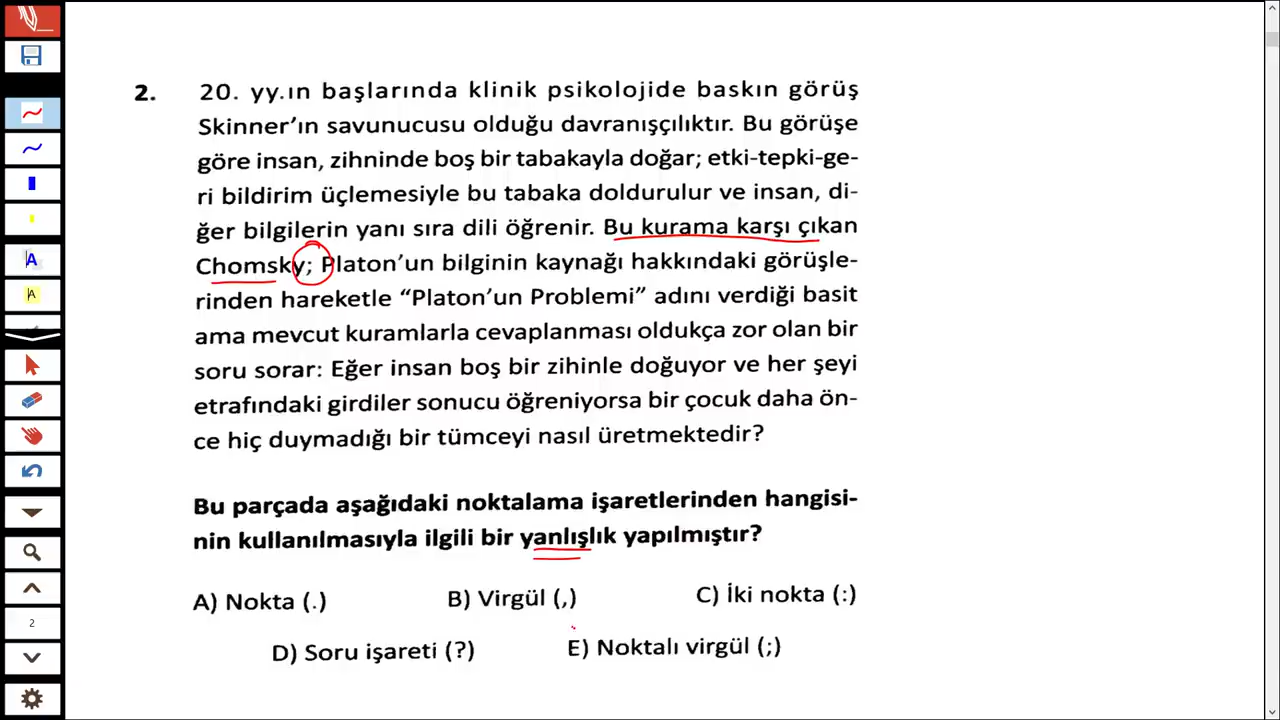 2. 20. yy.ın başlarında klinik psikolojide baskın görüş
Skinner’ın savunucusu olduğu davranışçılıktır. Bu görüşe
göre insan, zihninde boş bir tabakayla doğar; etki-tepki-ge-
ri bildirim üçlemesiyle bu tabaka doldurulur ve insan, di-
ğer bilgilerin yanı sıra dili öğrenir. Bu kurama karşı çıkan
Chomsky; Platon’un bilginin kaynağı hakkındaki görüşle-
rinden hareketle “Platon’un Problemi” adını verdiği basit
ama mevcut kuramlarla cevaplanması oldukça zor olan bir
soru sorar: Eğer insan boş bir zihinle doğuyor ve her şeyi
etrafındaki girdiler sonucu öğreniyorsa bir çocuk daha ön-
ce hiç duymadığı bir tümceyi nasıl üretmektedir?
Bu parçada aşağıdaki noktalama işaretlerinden hangisi-
nin kullanılmasıyla ilgili bir yanlışlık yapılmıştır?
A) Nokta (.) B) Virgül (,) C) İki nokta (:)
D) Soru işareti (?) E) Noktalı virgül (;)
A
A
2